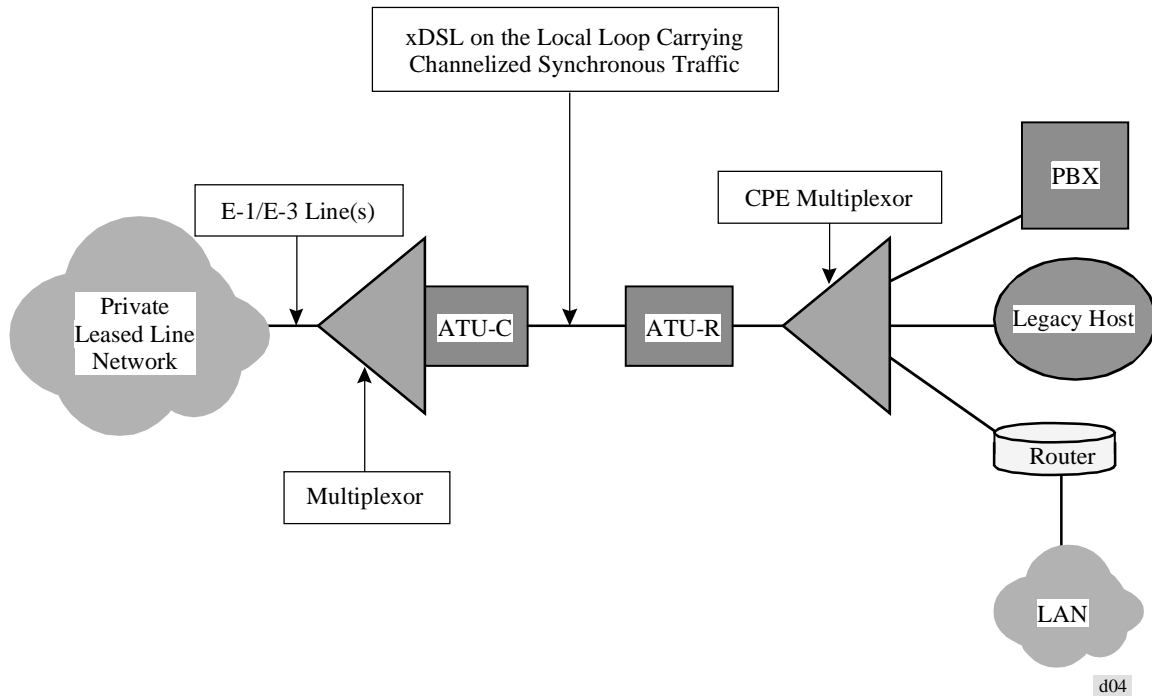 xDSL on the Local Loop Carrying
Channelized Synchronous Traffic
PBX
E-1/E-3 Line(s)
CPE Multiplexor
Private
Leased Line
Network
ATU-C
ATU-R
Legacy Host
Router
Multiplexor
LAN
d04